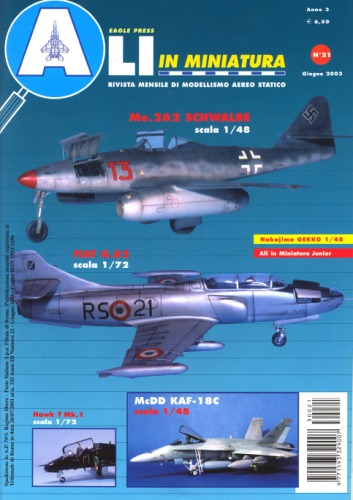 EAGLE PRESS
ALI IN MINIATURA
RIVISTA MENSILE DI MODELLISMO AEREO STATICO
Anno 3
€ 6,50
N°21
Giugno 2003
Me.262 SCHWALBE
scala 1/48
13
Nakajima GEKKO 1/48
Ali in Miniatura Junior
FIAT G.82
scala 1/72
RS 21
Hawk T Mk.1
scala 1/72
McDD KAF-18C
scala 1/48
30021